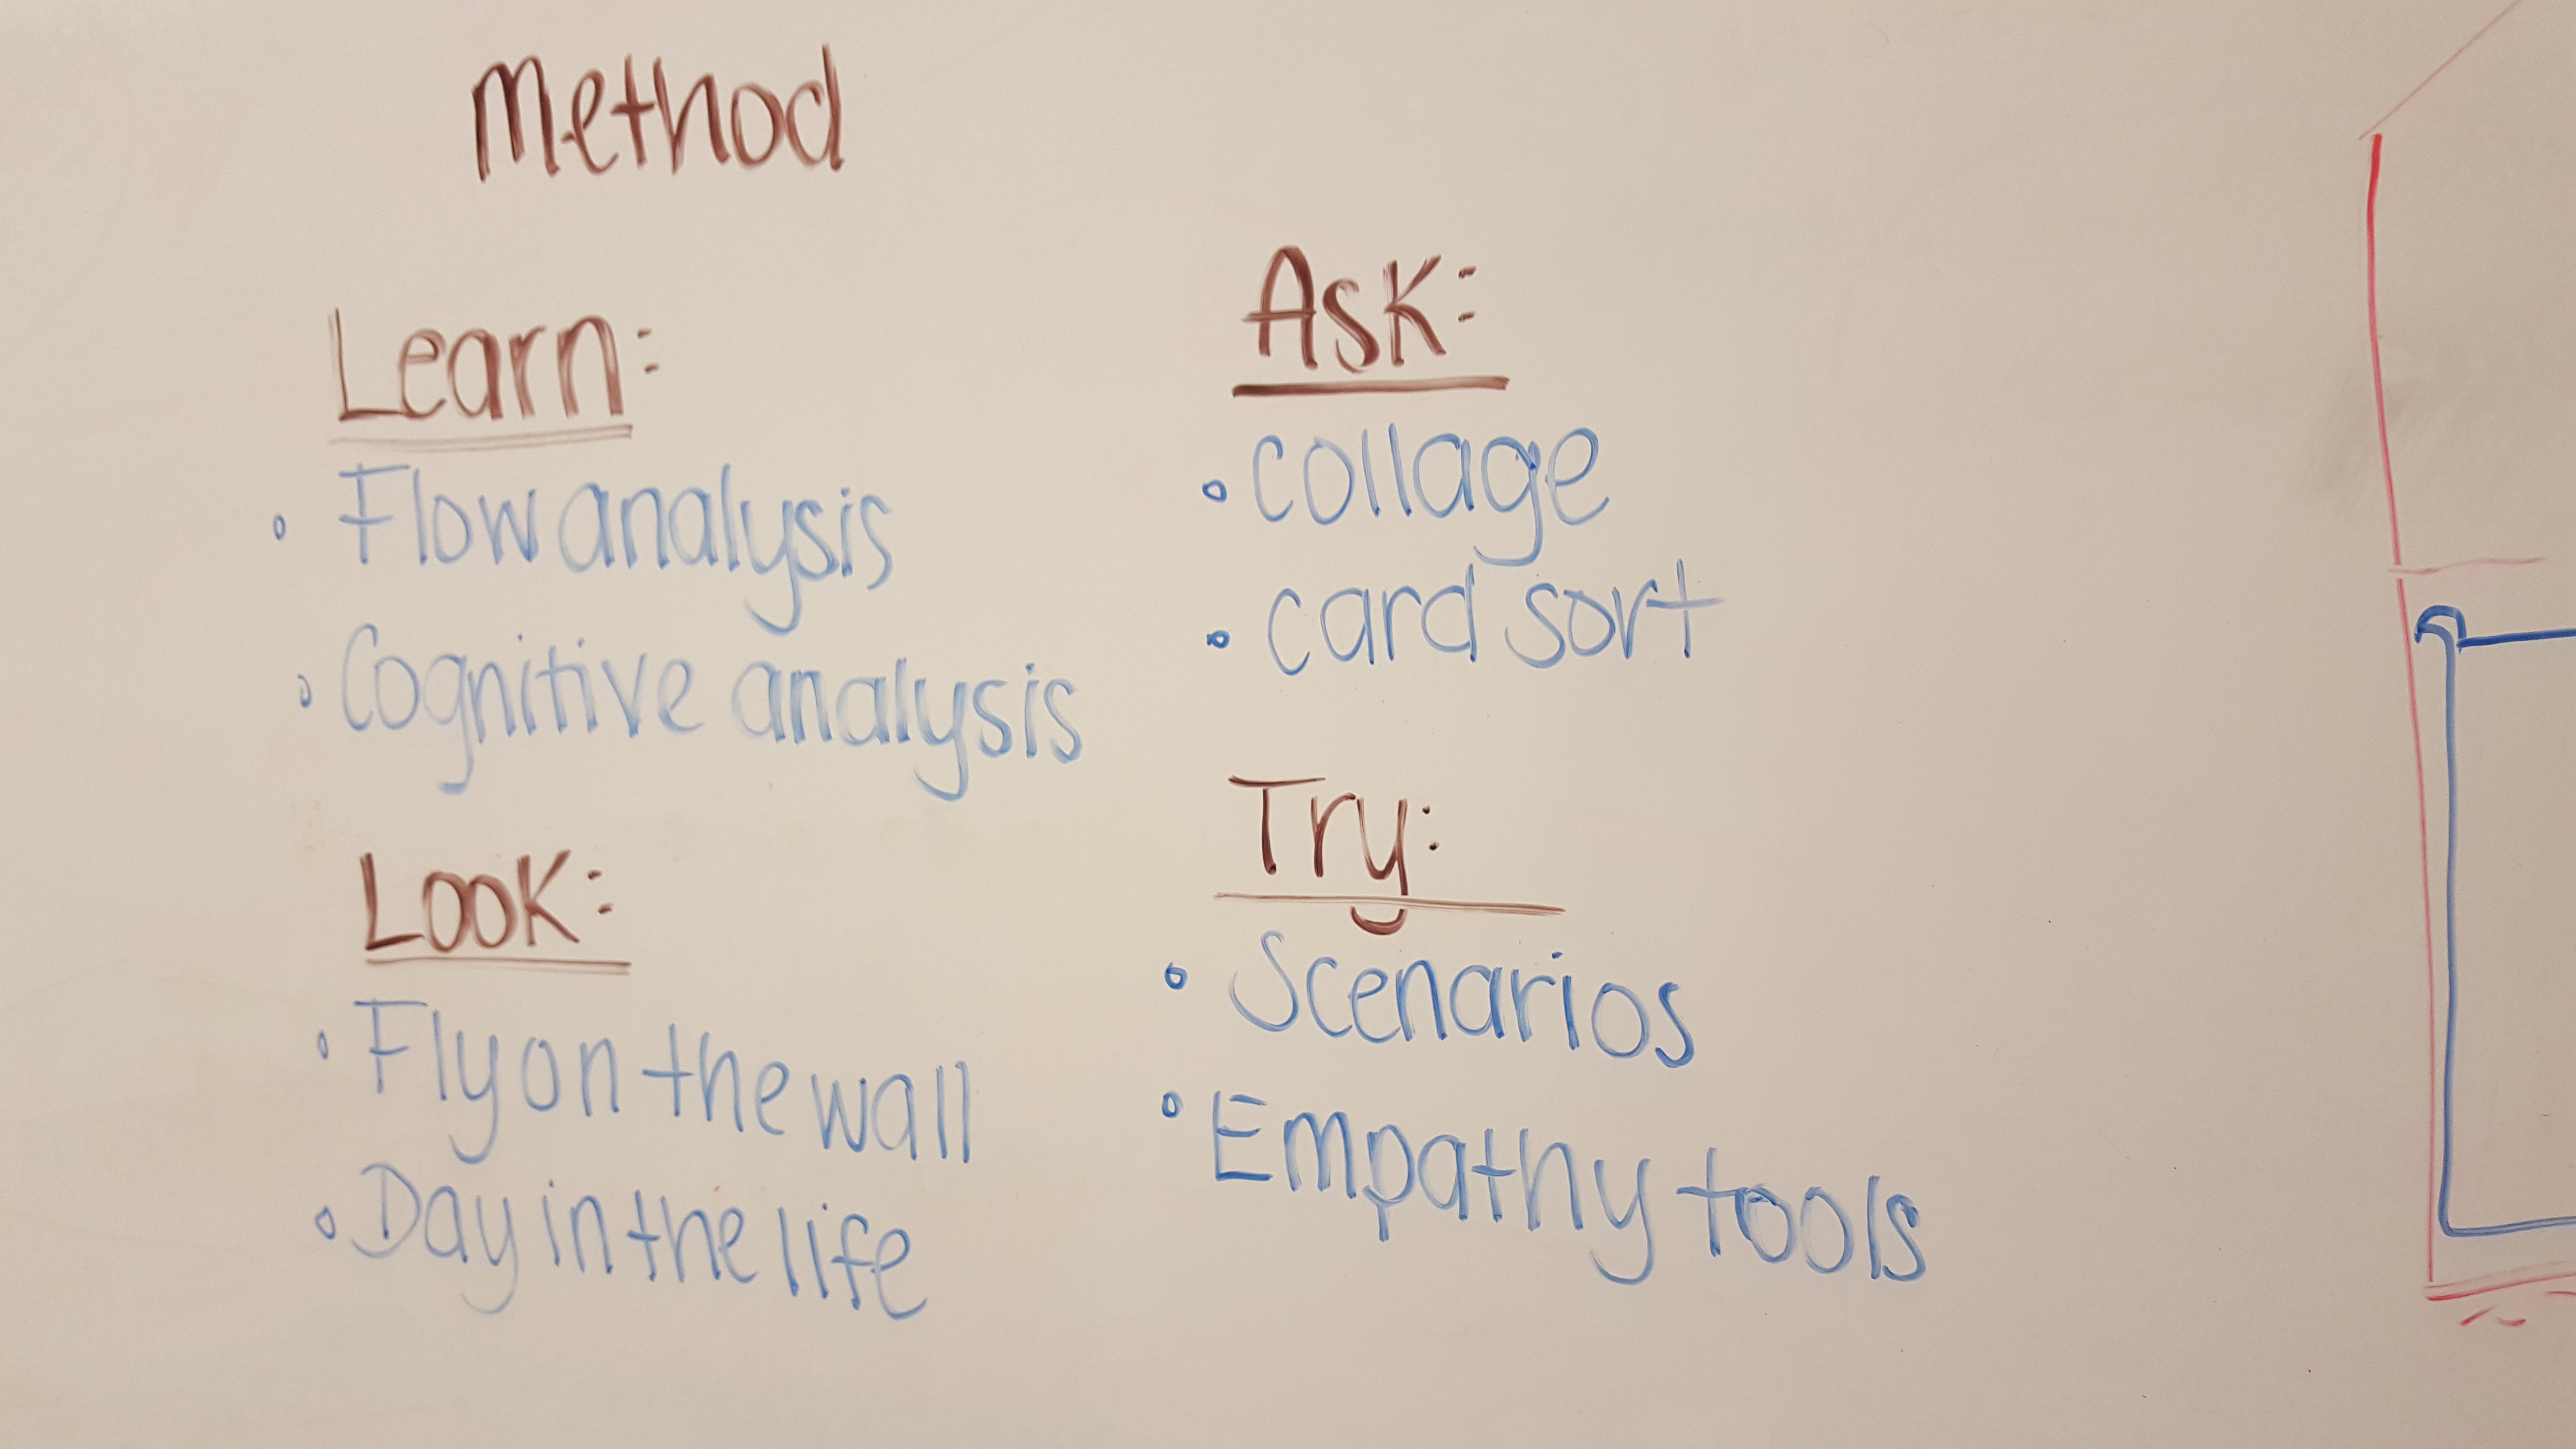 Method
Learn:
• Flow analysis
• Cognitive analysis
Look:
• Fly on the wall
• Day in the life
Ask:
• collage
• card sort
Try:
• Scenarios
• Empathy tools